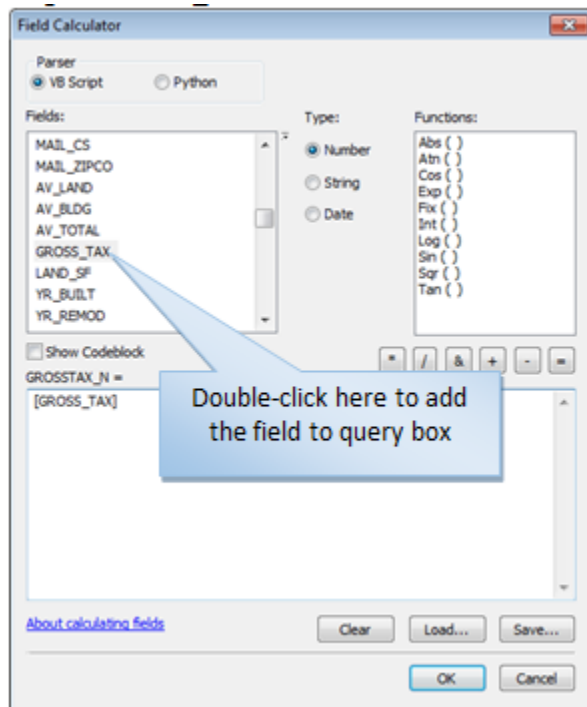 Field Calculator
Parser
VB Script Python
Fields:
Type:
Functions:
MAIL_CS
MAIL_ZIPCO
AV_LAND
AV_BLDG
AV_TOTAL
GROSS_TAX
LAND_SF
YR_BUILT
YR_REMOD
Number
String
Date
Abs ( )
Atn ( )
Cos ( )
Exp ( )
Fix ( )
Int ( )
Log ( )
Sin ( )
Sqr ( )
Tan ( )
Show Codeblock
* / & + - =
GROSSTAX_N =
[GROSS_TAX]
Double-click here to add
the field to query box
About calculating fields
Clear Load... Save...
OK Cancel